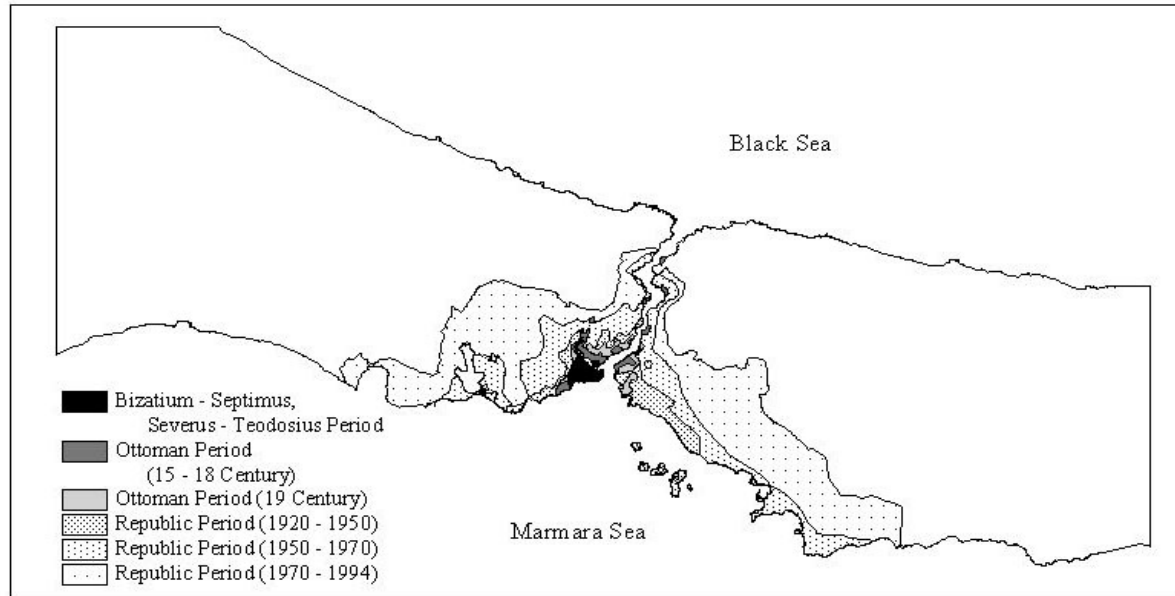 Black Sea
Bizatium - Septimus,
Severus - Teodosius Period
Ottoman Period
(15 - 18 Century)
Ottoman Period (19 Century)
Republic Period (1920 - 1950)
Republic Period (1950 - 1970)
Republic Period (1970 - 1994)
Marmara Sea